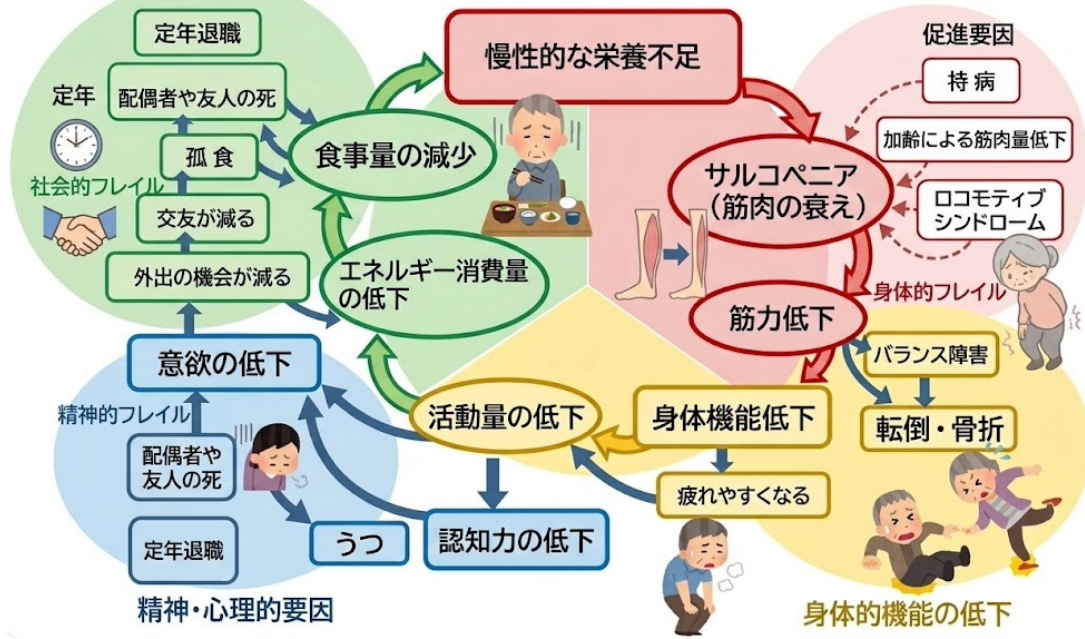 定年退職
定年
配偶者や友人の死
孤食
社会的フレイル
交友が減る
外出の機会が減る
食事量の減少
エネルギー消費量
の低下
慢性的な栄養不足
促進要因
持病
加齢による筋肉量低下
ロコモティブ
シンドローム
サルコペニア
（筋肉の衰え）
身体的フレイル
筋力低下
バランス障害
転倒・骨折
身体機能低下
疲れやすくなる
身体的機能の低下
活動量の低下
認知力の低下
意欲の低下
精神的フレイル
配偶者や
友人の死
うつ
定年退職
精神・心理的要因